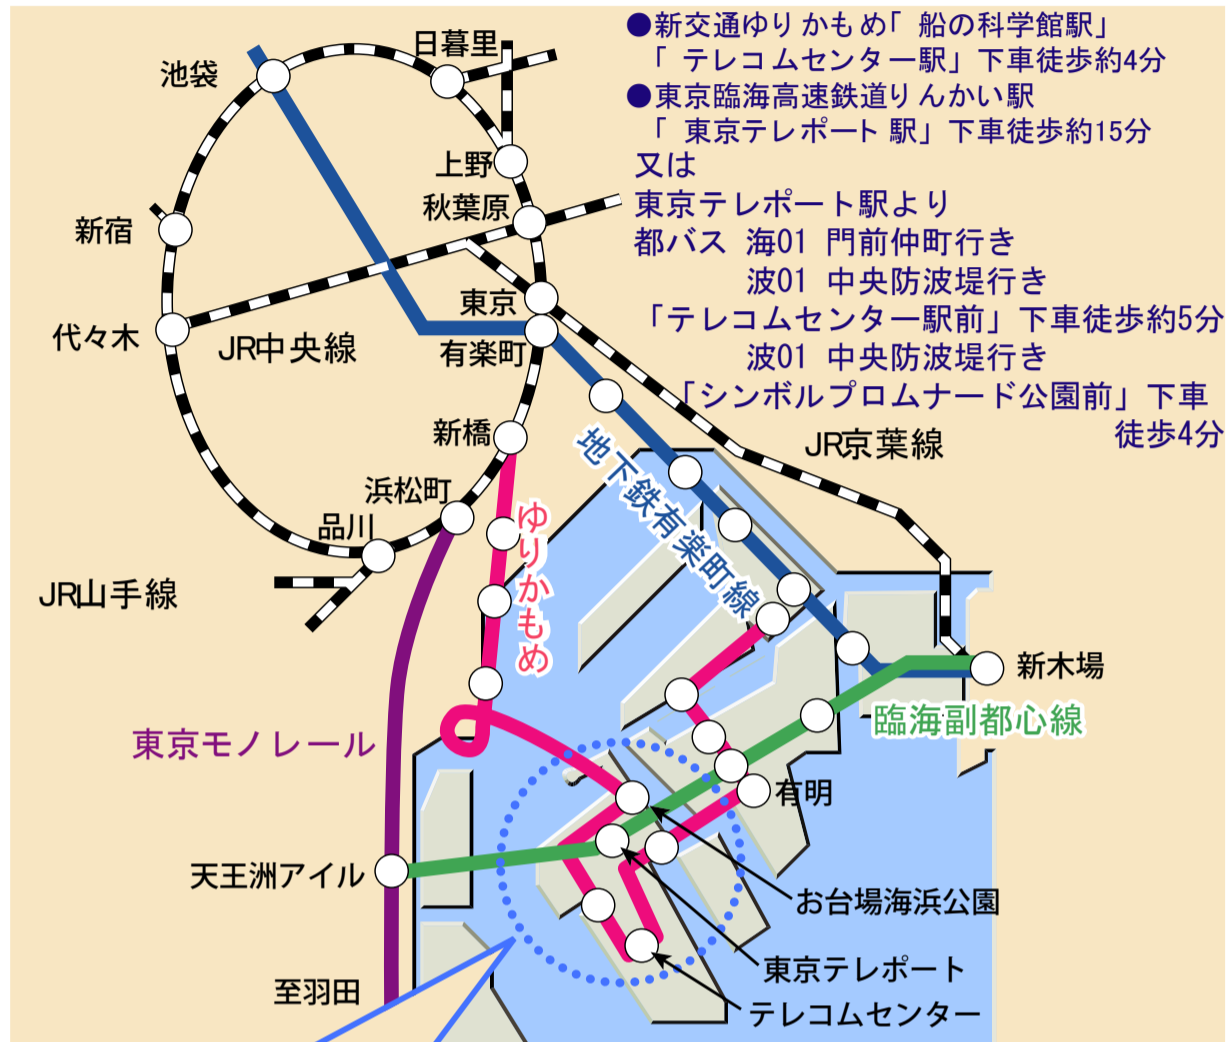 ●新交通ゆりかもめ「船の科学館駅」
「テレコムセンター駅」下車徒歩約4分
●東京臨海高速鉄道りんかい駅
「東京テレポート駅」下車徒歩約15分
又は
東京テレポート駅より
都バス 海01 門前仲町行き
波01 中央防波堤行き
「テレコムセンター駅前」下車徒歩約5分
波01 中央防波堤行き
「シンボルプロムナード公園前」下車
徒歩4分
日暮里
池袋
上野
秋葉原
新宿
東京
代々木
JR中央線
有楽町
新橋
JR京葉線
地下鉄有楽町線
浜松町
品川
ゆりかもめ
JR山手線
新木場
臨海副都心線
東京モノレール
有明
天王洲アイル
お台場海浜公園
東京テレポート
至羽田
テレコムセンター